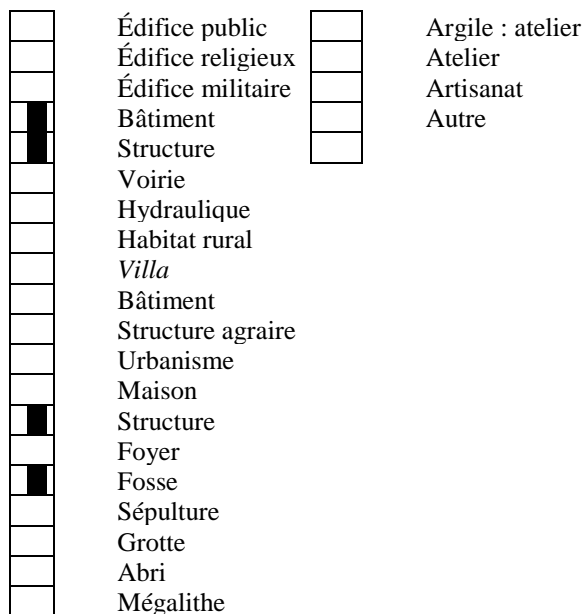 Édifice public
Édifice religieux
Édifice militaire
Bâtiment
Structure
Voirie
Hydraulique
Habitat rural
Villa
Bâtiment
Structure agraire
Urbanisme
Maison
Structure
Foyer
Fosse
Sépulture
Grotte
Abri
Mégalithe
Argile : atelier
Atelier
Artisanat
Autre